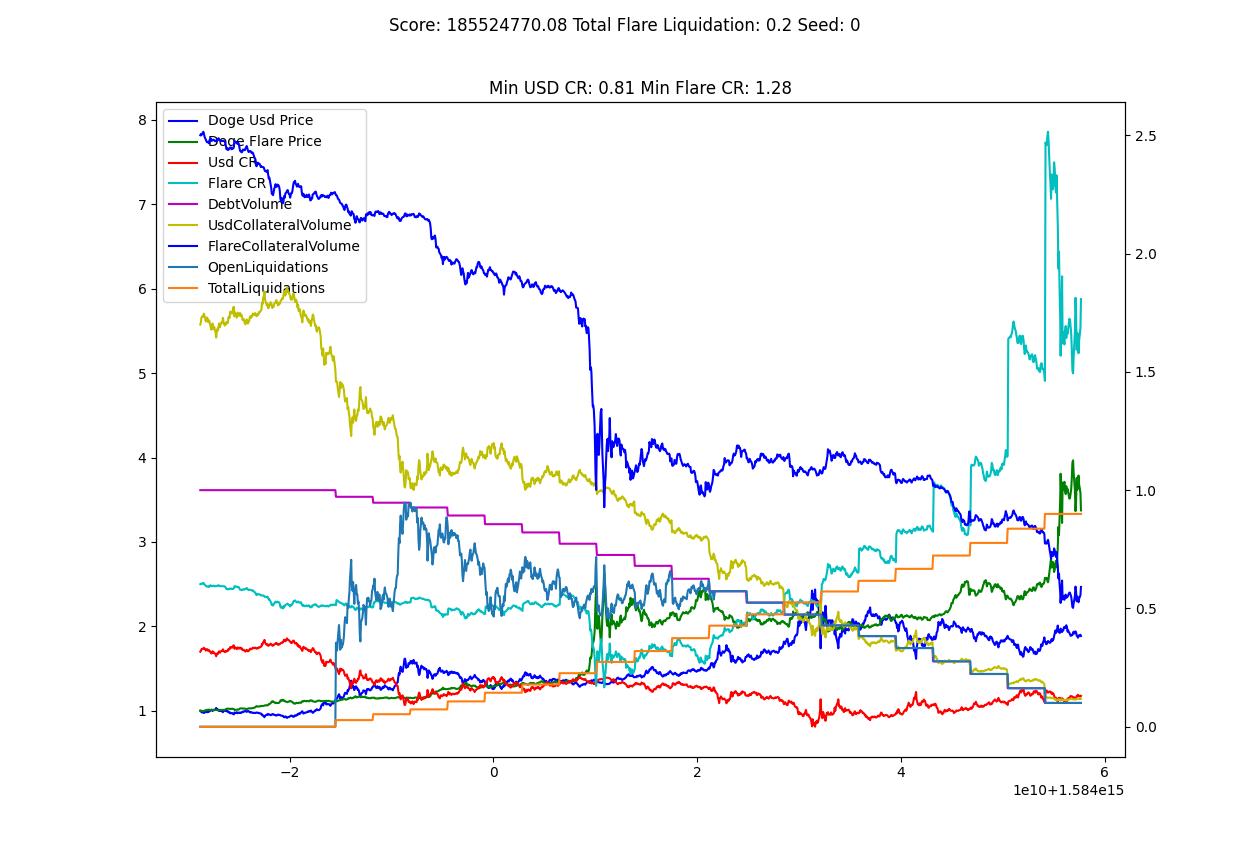 Score: 185524770.08 Total Flare Liquidation: 0.2 Seed: 0
Min USD CR: 0.81 Min Flare CR: 1.28
Doge Usd Price
Doge Flare Price
Usd CR
Flare CR
DebtVolume
UsdCollateralVolume
FlareCollateralVolume
OpenLiquidations
TotalLiquidations
8
7
6
5
4
3
2
1
2.5
2.0
1.5
1.0
0.5
0.0
−2 0 2 4 6
1e10+1.584e15